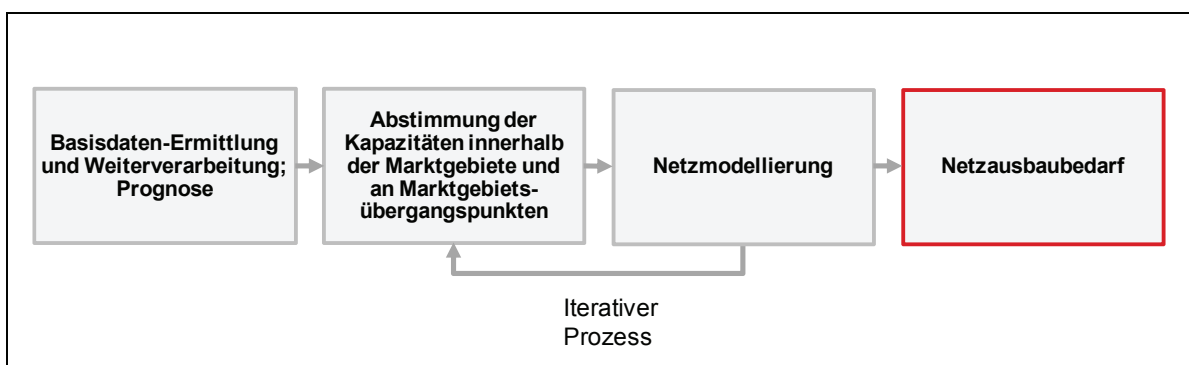 Basisdaten-Ermittlung
und Weiterverarbeitung;
Prognose
Abstimmung der
Kapazitäten innerhalb
der Marktgebiete und
an Marktgebiets-
übergangspunkten
Netzmodellierung
Netzausbaubedarf
Iterativer
Prozess